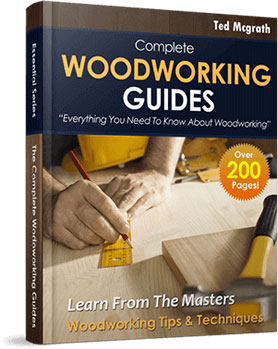 Ted Mcgrath
Complete
WOODWORKING
GUIDES
“Everything You Need To Know About Woodworking”
Over
200
Pages!
Learn From The Masters
Woodworking Tips & Techniques
Essential Series
The Complete Wodoworking Guides